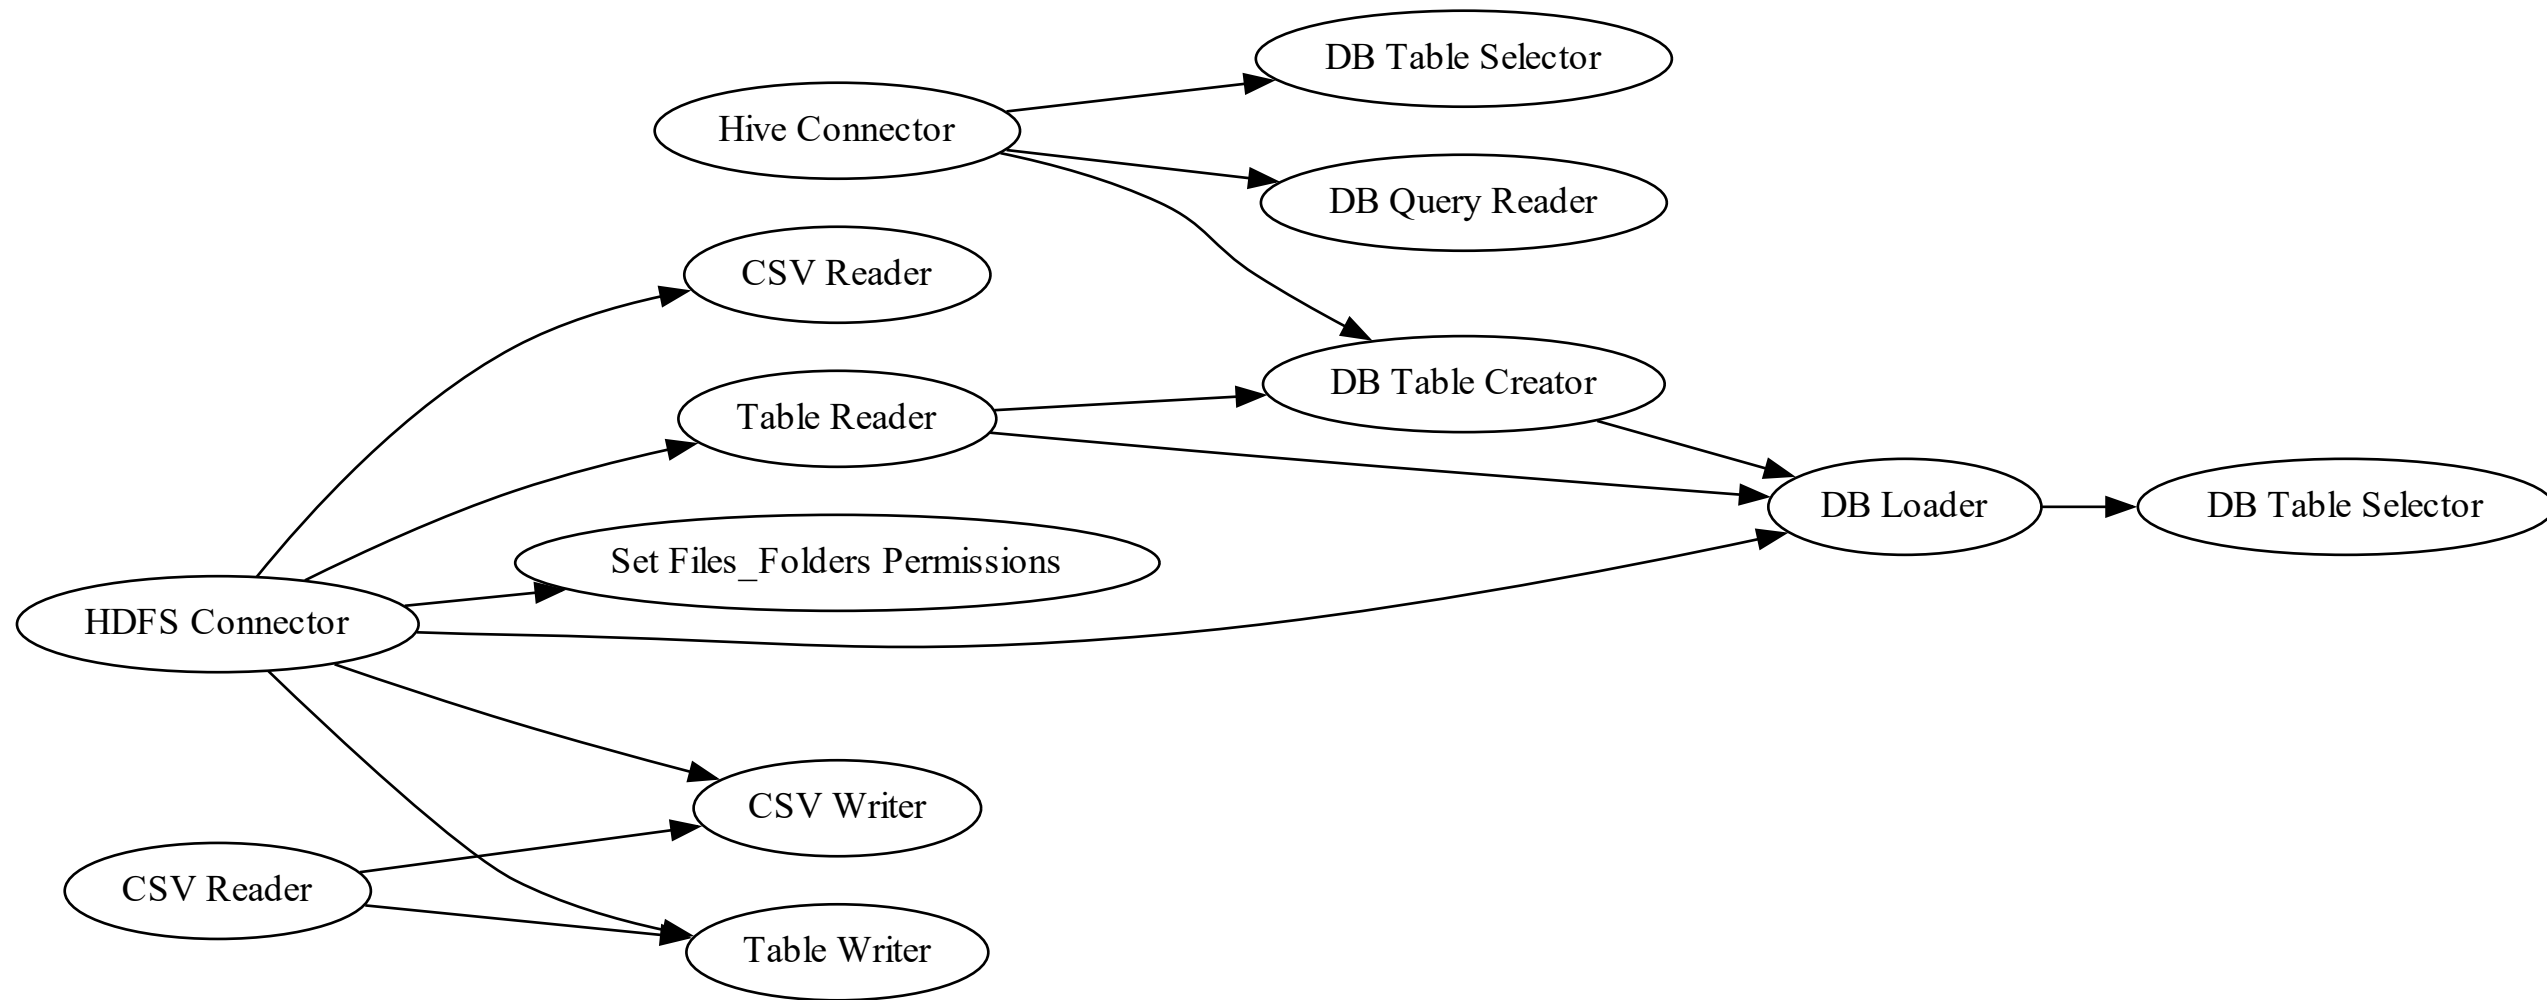 DB Table Selector
Hive Connector
DB Query Reader
CSV Reader
DB Table Creator
Table Reader
DB Loader
DB Table Selector
Set Files_Folders Permissions
HDFS Connector
CSV Writer
CSV Reader
Table Writer